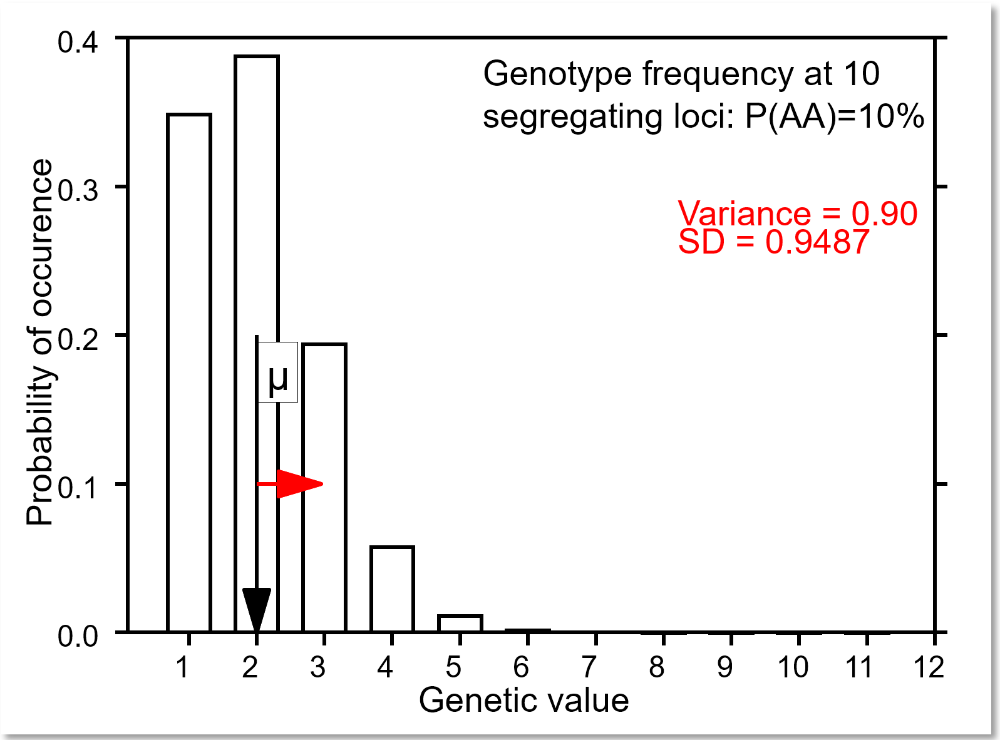 Genotype frequency at 10
segregating loci: P(AA)=10%
Variance = 0.90
SD = 0.9487
μ
Probability of occurence
0.4
0.3
0.2
0.1
0.0
1 2 3 4 5 6 7 8 9 10 11 12
Genetic value